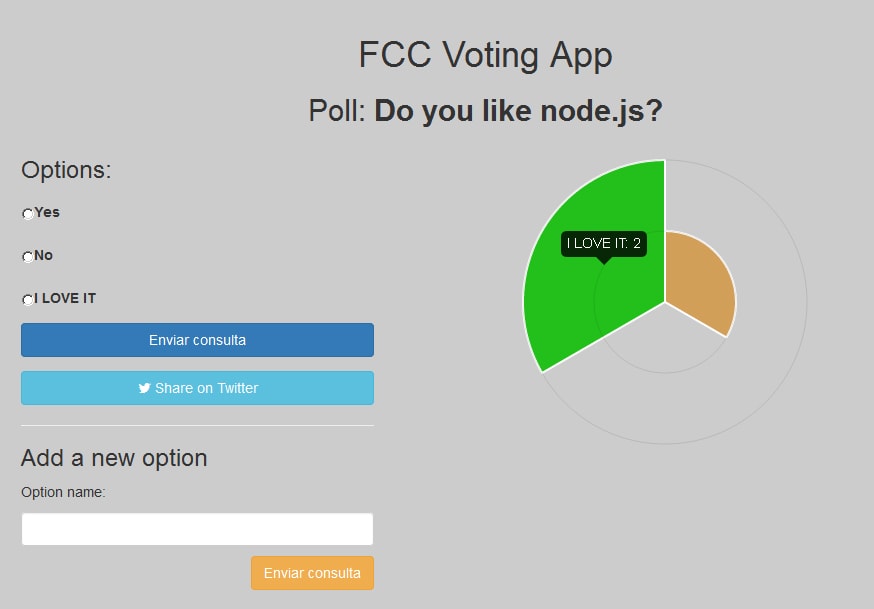 FCC Voting App
Poll: Do you like node.js?
Options:
Yes
No
I LOVE IT
Enviar consulta
Share on Twitter
Add a new option
Option name:
Enviar consulta
I LOVE IT: 2